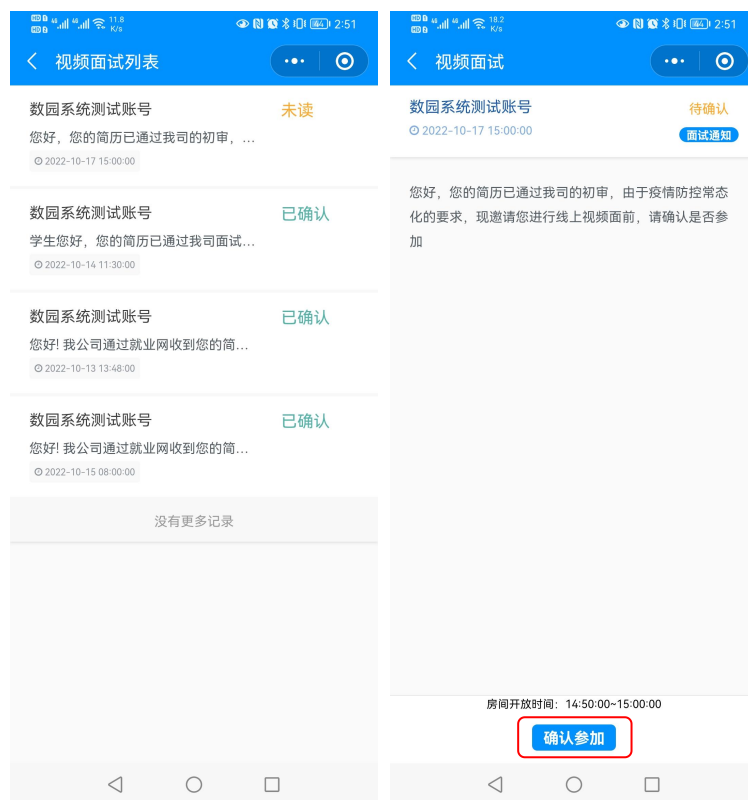 11.8
K/s
44
2:51
视频面试列表
数园系统测试账号
未读
您好，您的简历已通过我司的初审，...
2022-10-17 15:00:00
数园系统测试账号
已确认
学生您好，您的简历已通过我司面试...
2022-10-14 11:30:00
数园系统测试账号
已确认
您好! 我公司通过就业网收到您的简...
2022-10-13 13:48:00
数园系统测试账号
已确认
您好! 我公司通过就业网收到您的简...
2022-10-15 08:00:00
没有更多记录
18.2
K/s
44
2:51
视频面试
数园系统测试账号
待确认
2022-10-17 15:00:00
面试通知
您好，您的简历已通过我司的初审，由于疫情防控常态
化的要求，现邀请您进行线上视频面前，请确认是否参
加
房间开放时间：14:50:00~15:00:00
确认参加